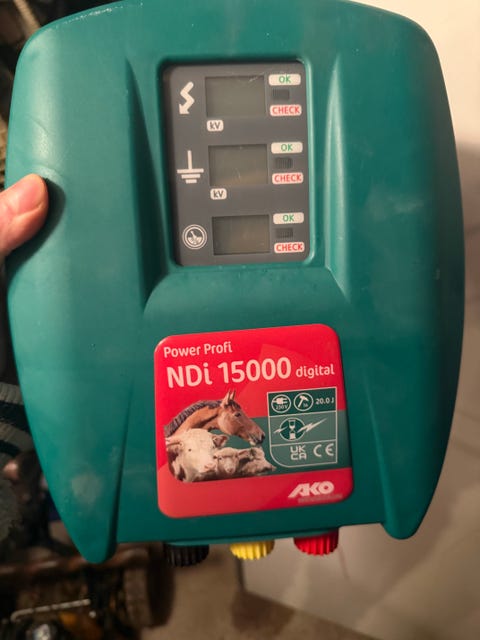 OK
CHECK
kV
OK
CHECK
kV
OK
CHECK
Power Profi
NDi 15000 digital
230V
20.0 J
UK
CA CE
AKO